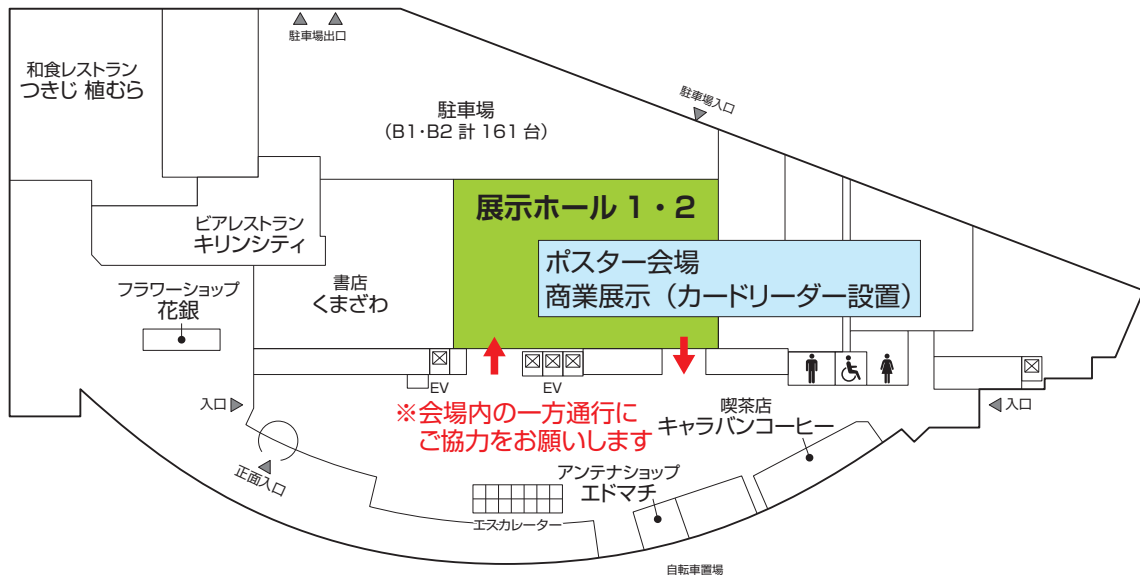 駐車場出口
和食レストラン
つきじ 植むら
駐車場入口
駐車場
（B1・B2 計 161 台）
展示ホール 1・2
ビアレストラン
キリンシティ
ポスター会場
商業展示（カードリーダー設置）
書店
くまざわ
フラワーショップ
花銀
EV
EV
入口
※会場内の一方通行に
ご協力をお願いします
喫茶店
キャラバンコーヒー
入口
正面入口
アンテナショップ
エドマチ
エスカレーター
自転車置場